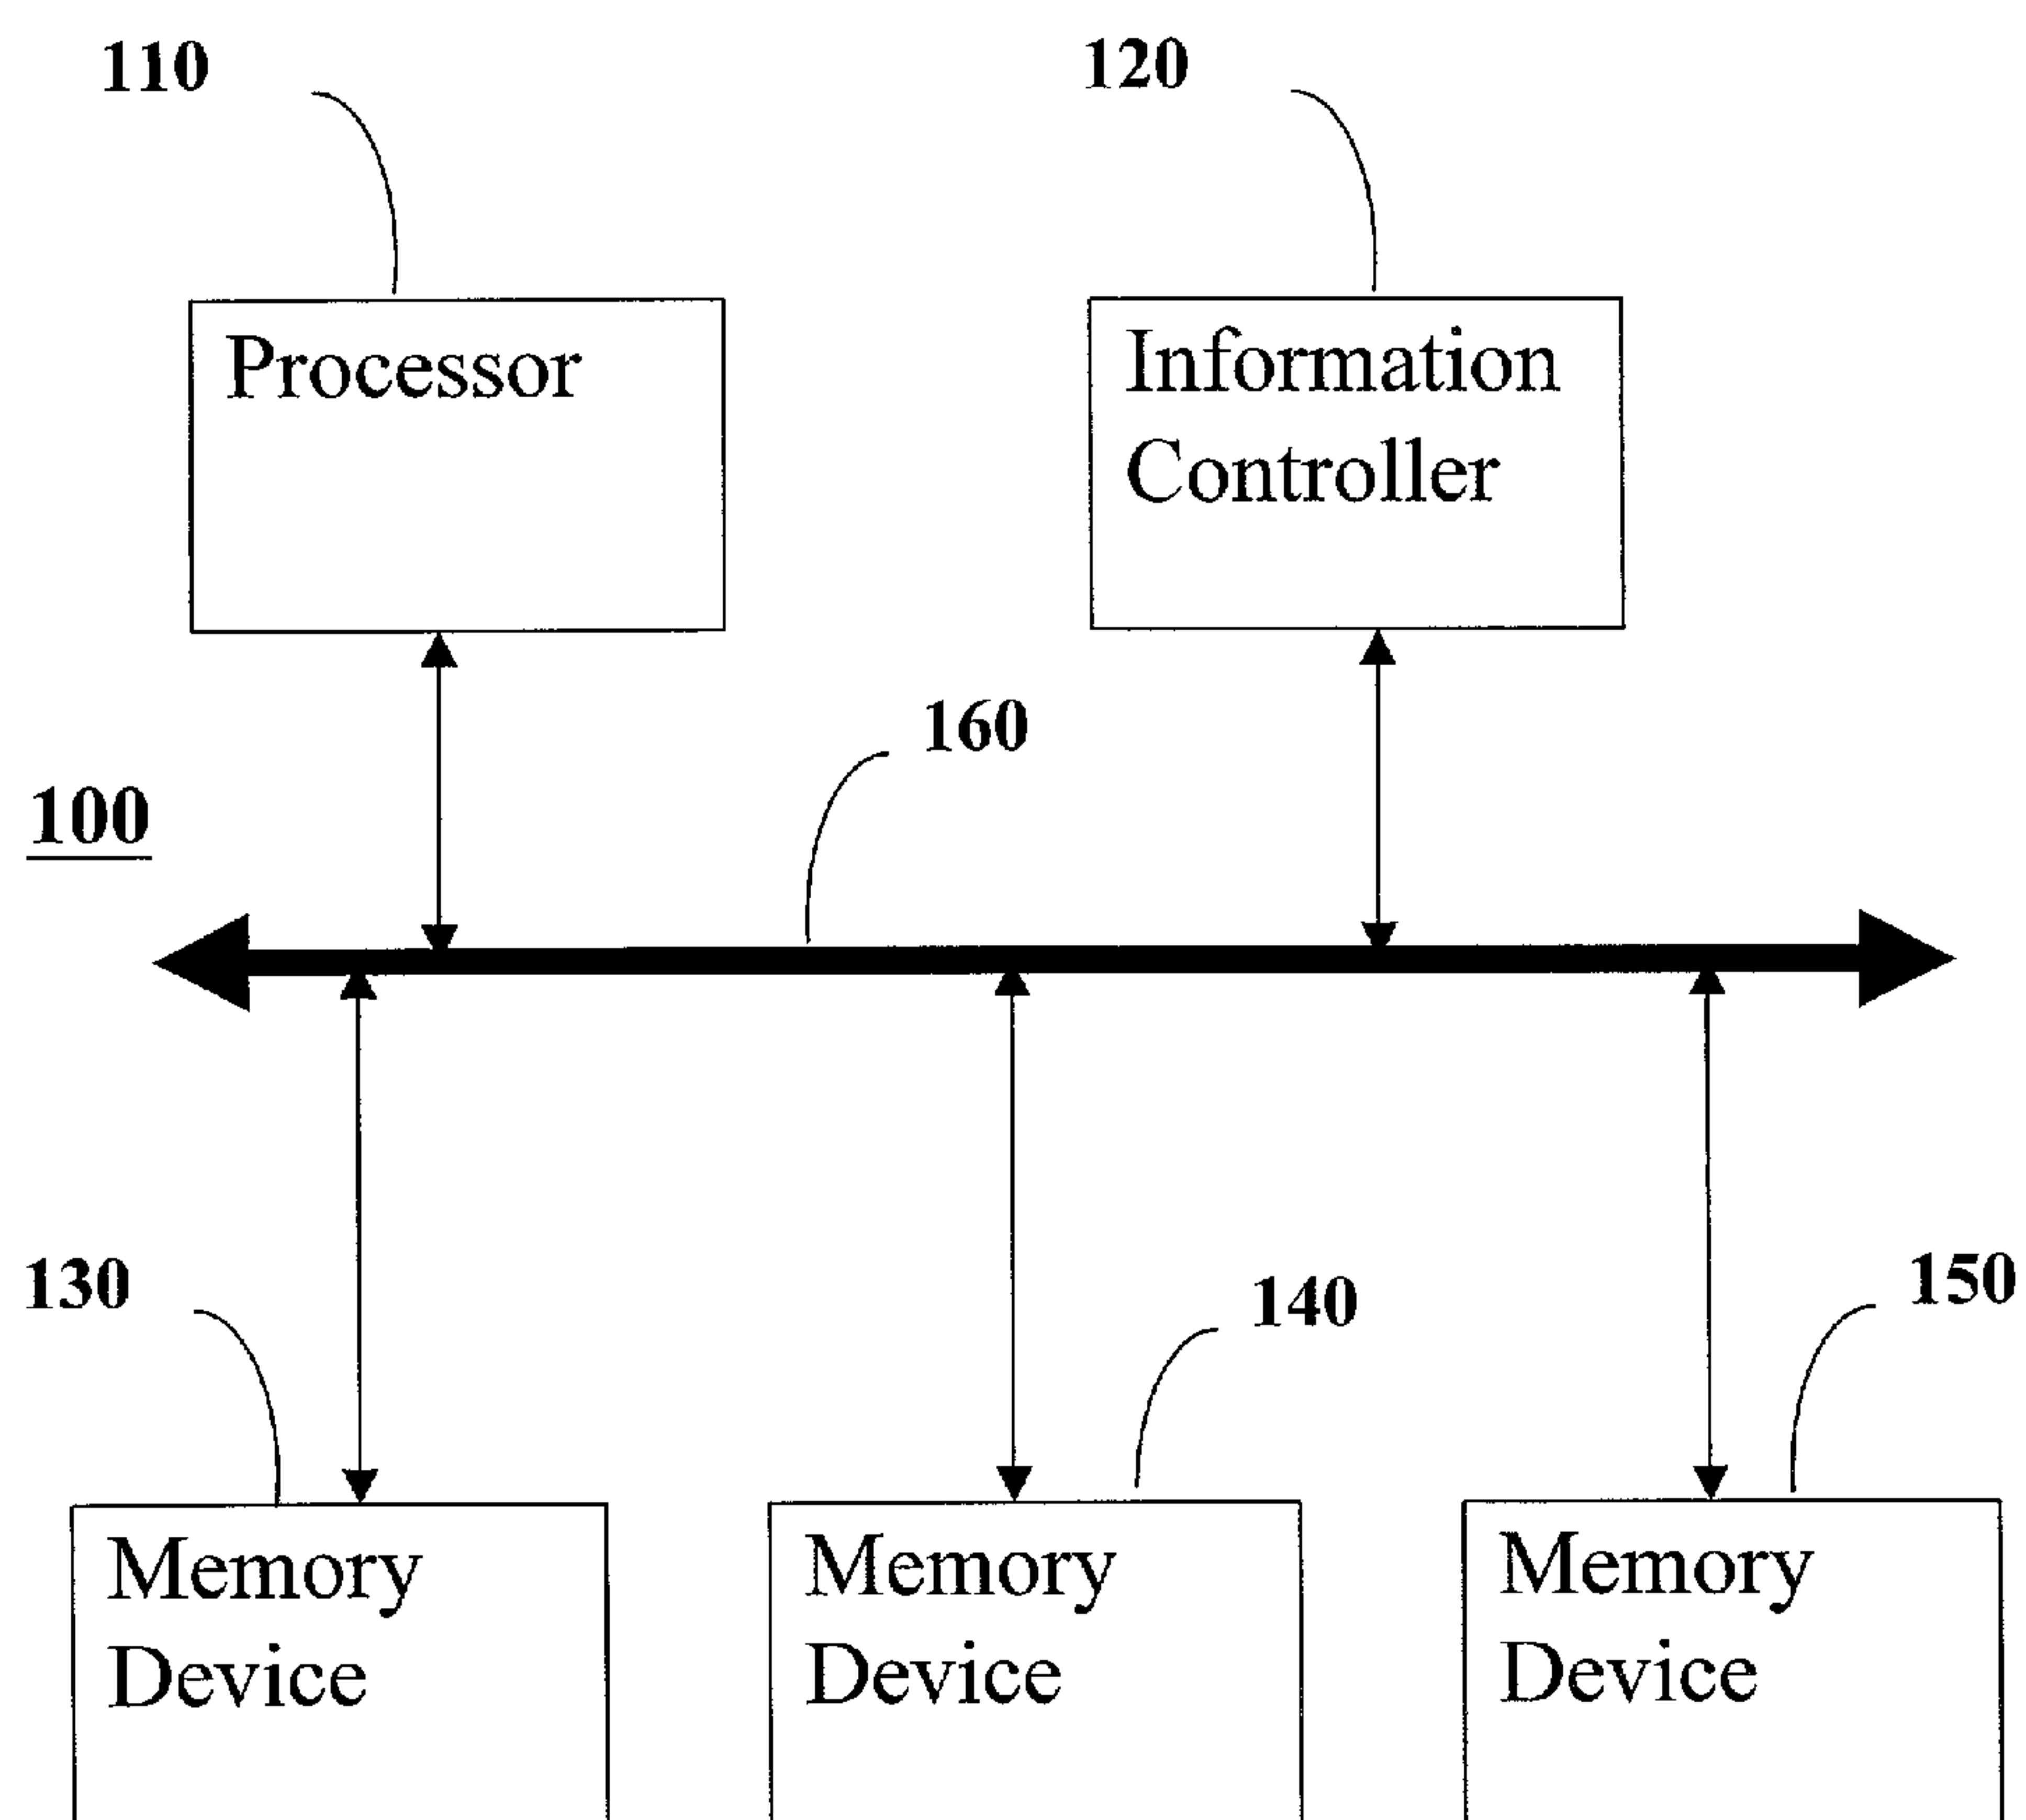 110
120
Processor
Information
Controller
160
100
130
140
150
Memory
Device
Memory
Device
Memory
Device